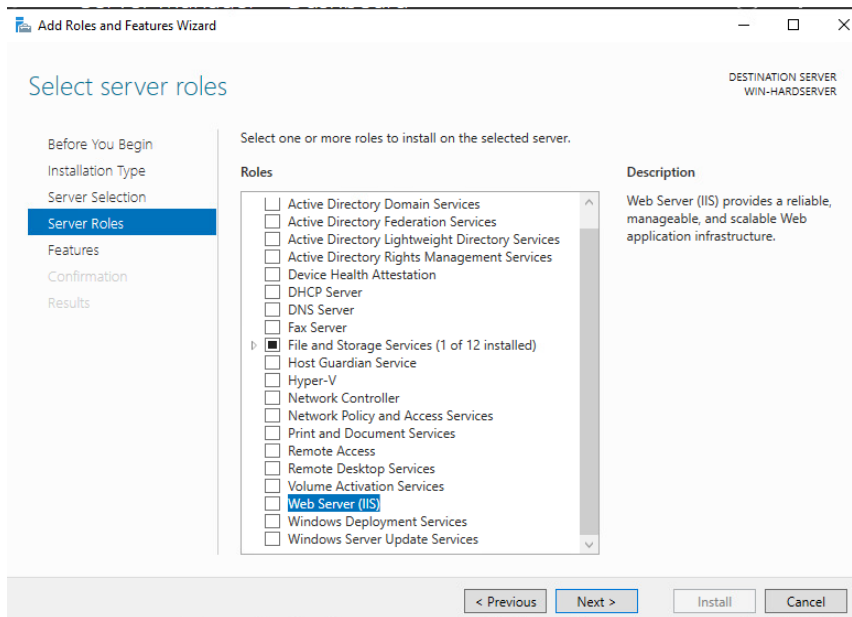 Add Roles and Features Wizard
Select server roles
DESTINATION SERVER
WIN-HARDSERVER
Before You Begin
Installation Type
Server Selection
Server Roles
Features
Confirmation
Results
Select one or more roles to install on the selected server.
Roles
Active Directory Domain Services
Active Directory Federation Services
Active Directory Lightweight Directory Services
Active Directory Rights Management Services
Device Health Attestation
DHCP Server
DNS Server
Fax Server
File and Storage Services (1 of 12 installed)
Host Guardian Service
Hyper-V
Network Controller
Network Policy and Access Services
Print and Document Services
Remote Access
Remote Desktop Services
Volume Activation Services
Web Server (IIS)
Windows Deployment Services
Windows Server Update Services
Description
Web Server (IIS) provides a reliable,
manageable, and scalable Web
application infrastructure.
< Previous
Next >
Install
Cancel